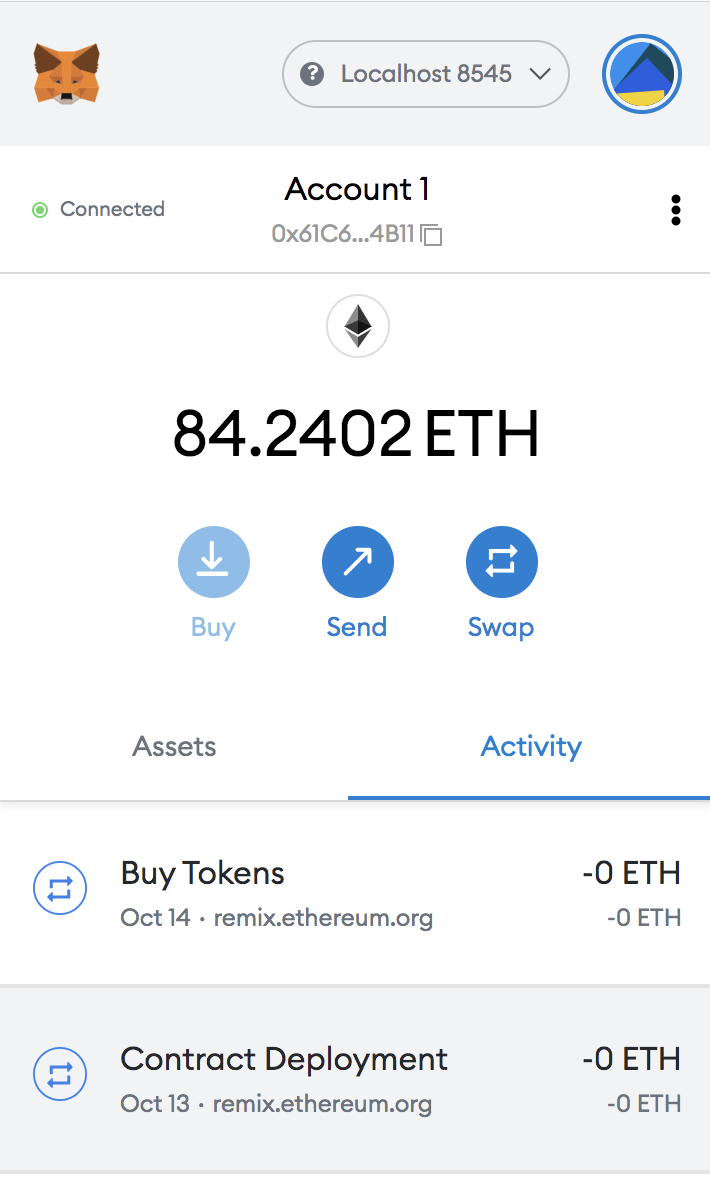 Localhost 8545
Connected
Account 1
0x61C6...4B11
84.2402 ETH
Buy
Send
Swap
Assets
Activity
Buy Tokens
-0 ETH
Oct 14 · remix.ethereum.org
-0 ETH
Contract Deployment
-0 ETH
Oct 13 · remix.ethereum.org
-0 ETH